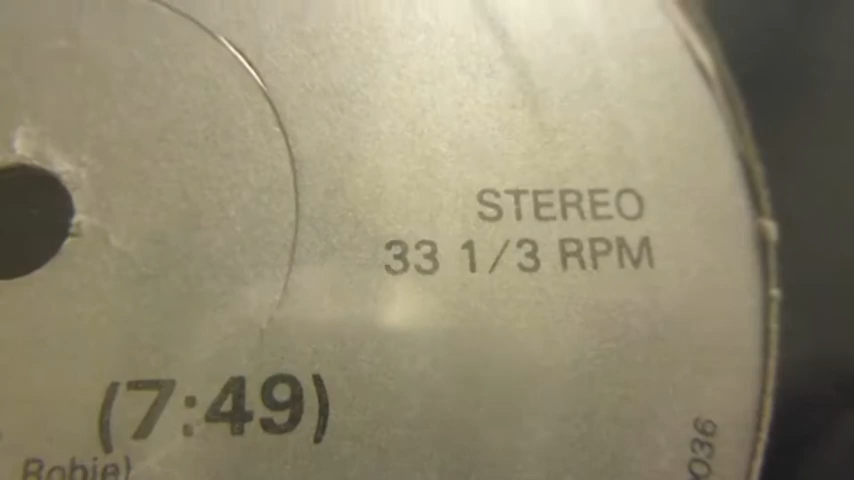 STEREO
33 1/3 RPM
(7:49)
Robie)
036